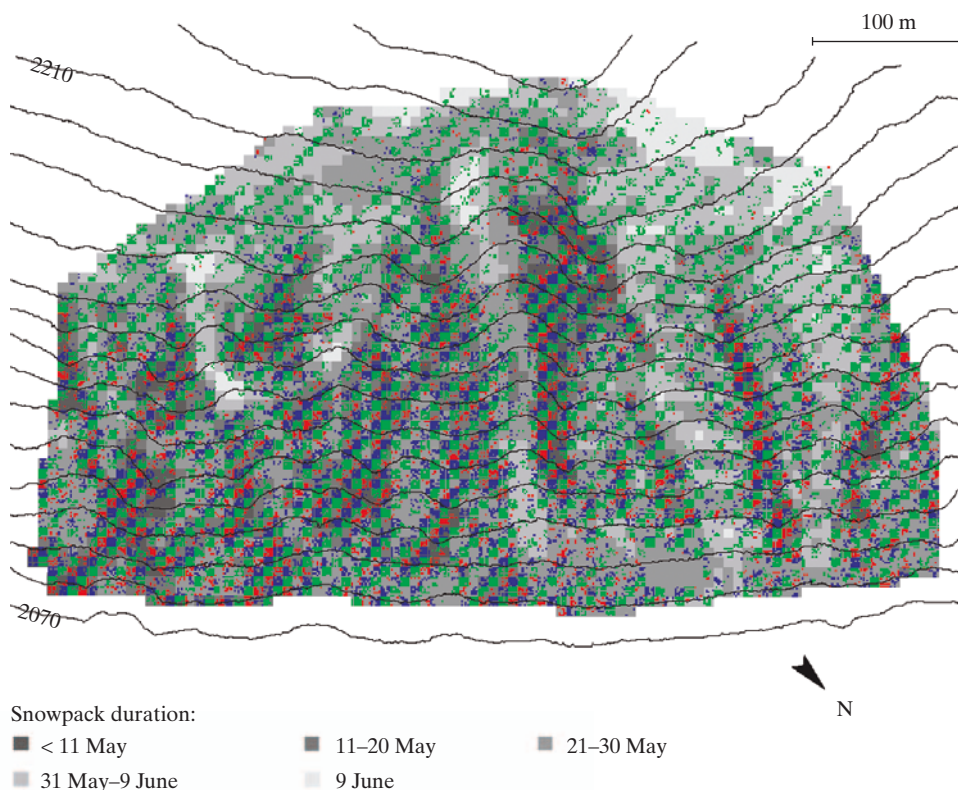 100 m
2210
2070
N
Snowpack duration:
< 11 May
11–20 May
21–30 May
31 May–9 June
9 June